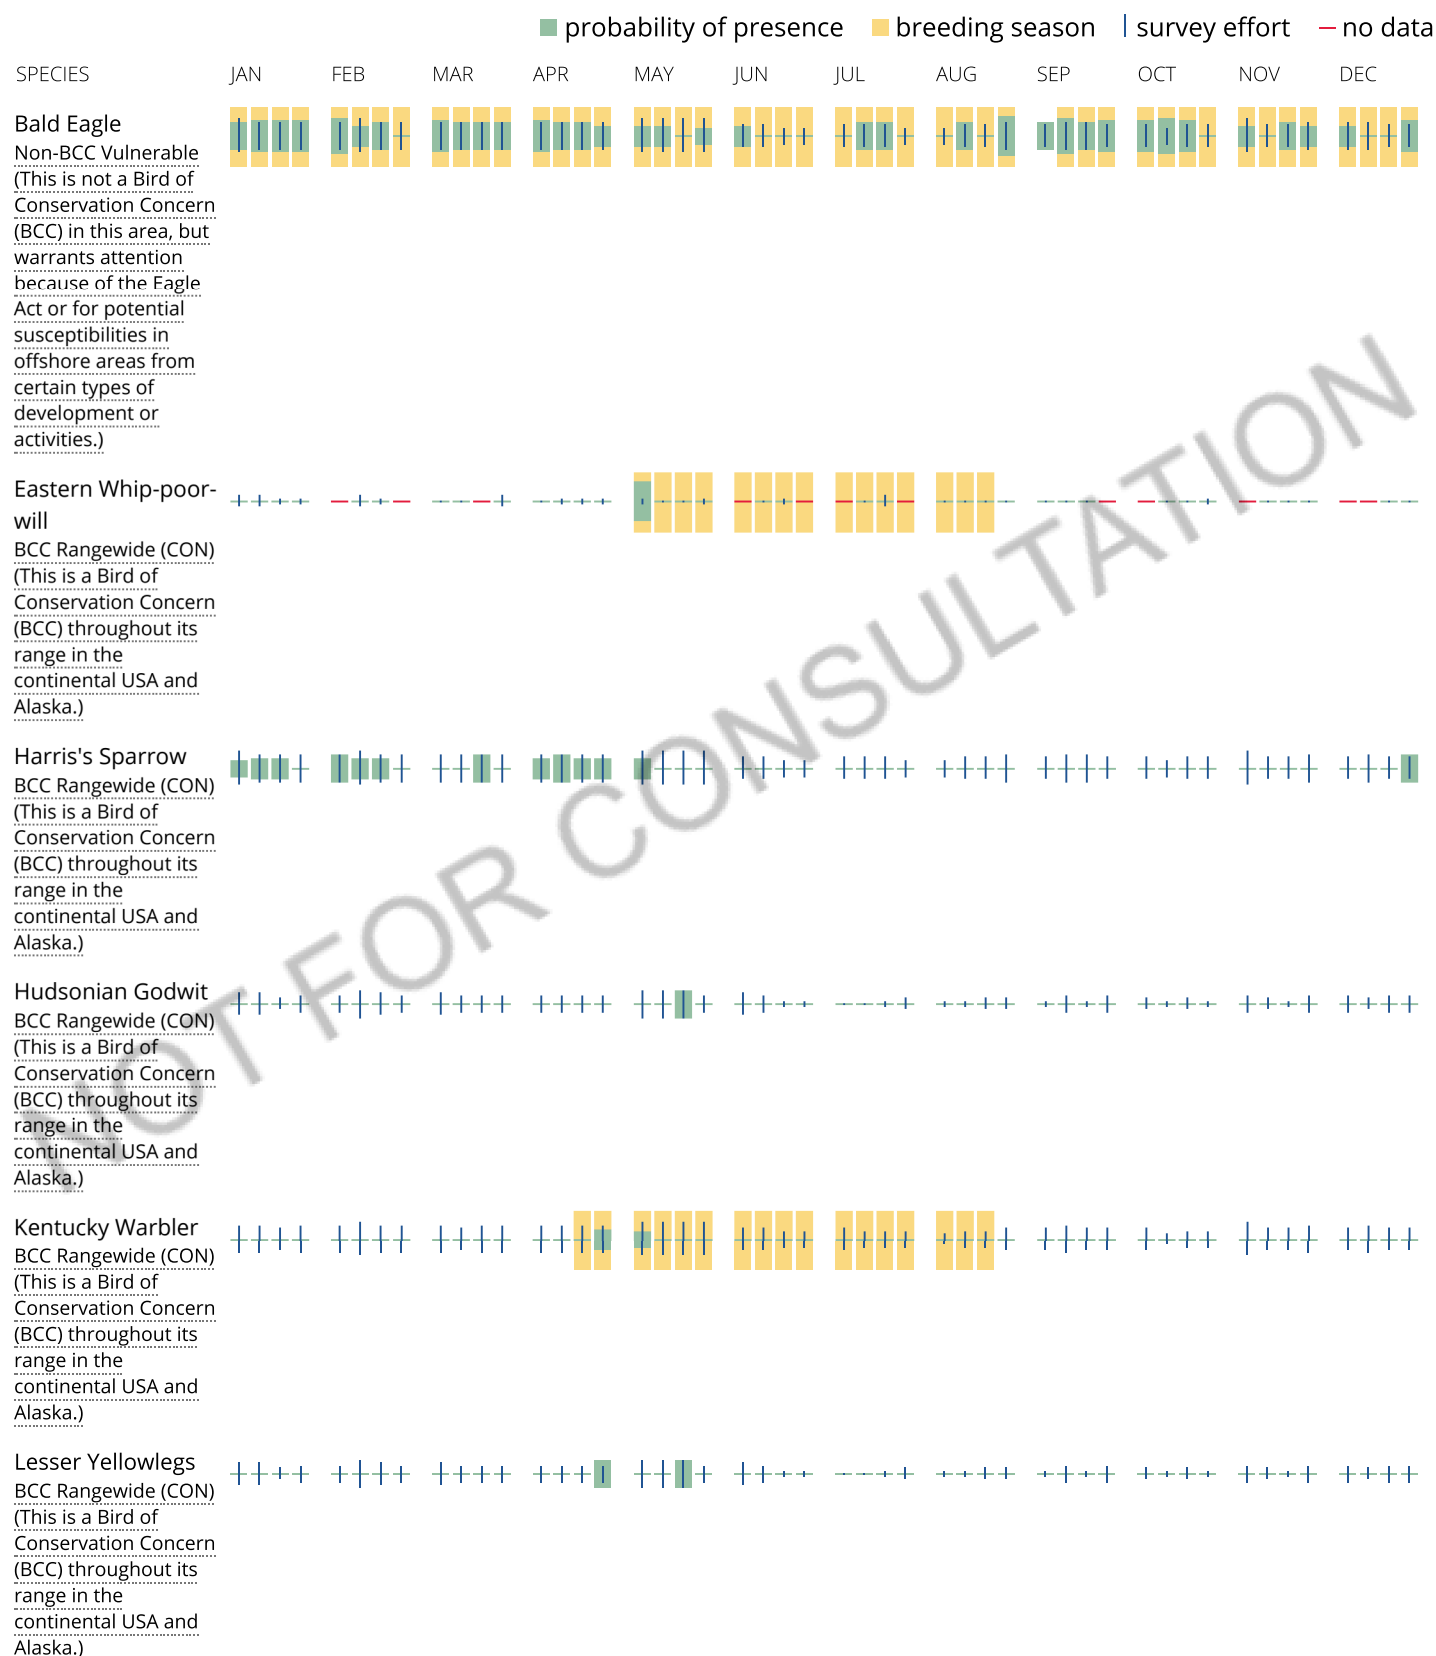 probability of presence breeding season survey effort no data
SPECIES JAN FEB MAR APR MAY JUN JUL AUG SEP OCT NOV DEC
Bald Eagle
Non-BCC Vulnerable
(This is not a Bird of
Conservation Concern
(BCC) in this area, but
warrants attention
because of the Eagle
Act or for potential
susceptibilities in
offshore areas from
certain types of
development or
activities.)
Eastern Whip-poor-
will
BCC Rangewide (CON)
(This is a Bird of
Conservation Concern
(BCC) throughout its
range in the
continental USA and
Alaska.)
Harris's Sparrow
BCC Rangewide (CON)
(This is a Bird of
Conservation Concern
(BCC) throughout its
range in the
continental USA and
Alaska.)
Hudsonian Godwit
BCC Rangewide (CON)
(This is a Bird of
Conservation Concern
(BCC) throughout its
range in the
continental USA and
Alaska.)
Kentucky Warbler
BCC Rangewide (CON)
(This is a Bird of
Conservation Concern
(BCC) throughout its
range in the
continental USA and
Alaska.)
Lesser Yellowlegs
BCC Rangewide (CON)
(This is a Bird of
Conservation Concern
(BCC) throughout its
range in the
continental USA and
Alaska.)
NOT FOR CONSULTATION